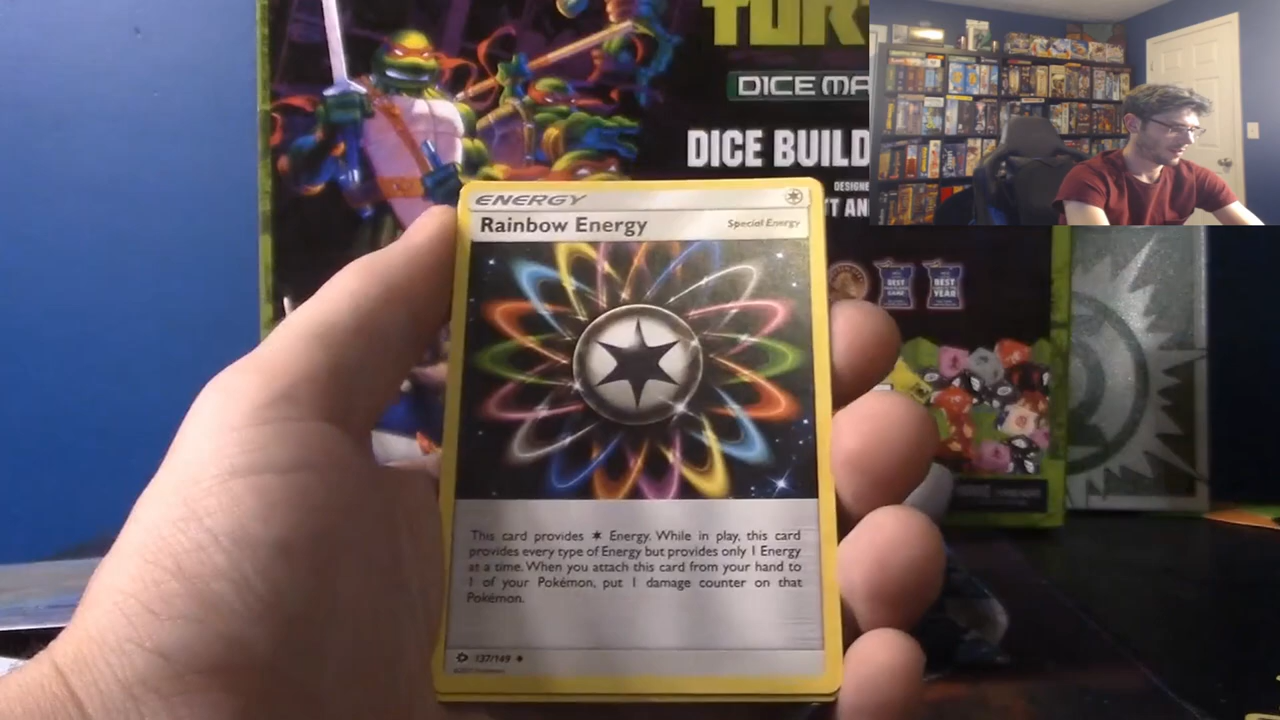 TURT
DICE MA
DICE BUILD
DESIGNE
TT AN
BEST
BEST
YEAR
ENERGY
Rainbow Energy
Special Energy
This card provides ✶ Energy. While in play, this card
provides every type of Energy but provides only 1 Energy
at a time. When you attach this card from your hand to
1 of your Pokémon, put 1 damage counter on that
Pokémon.
137/149 ◆